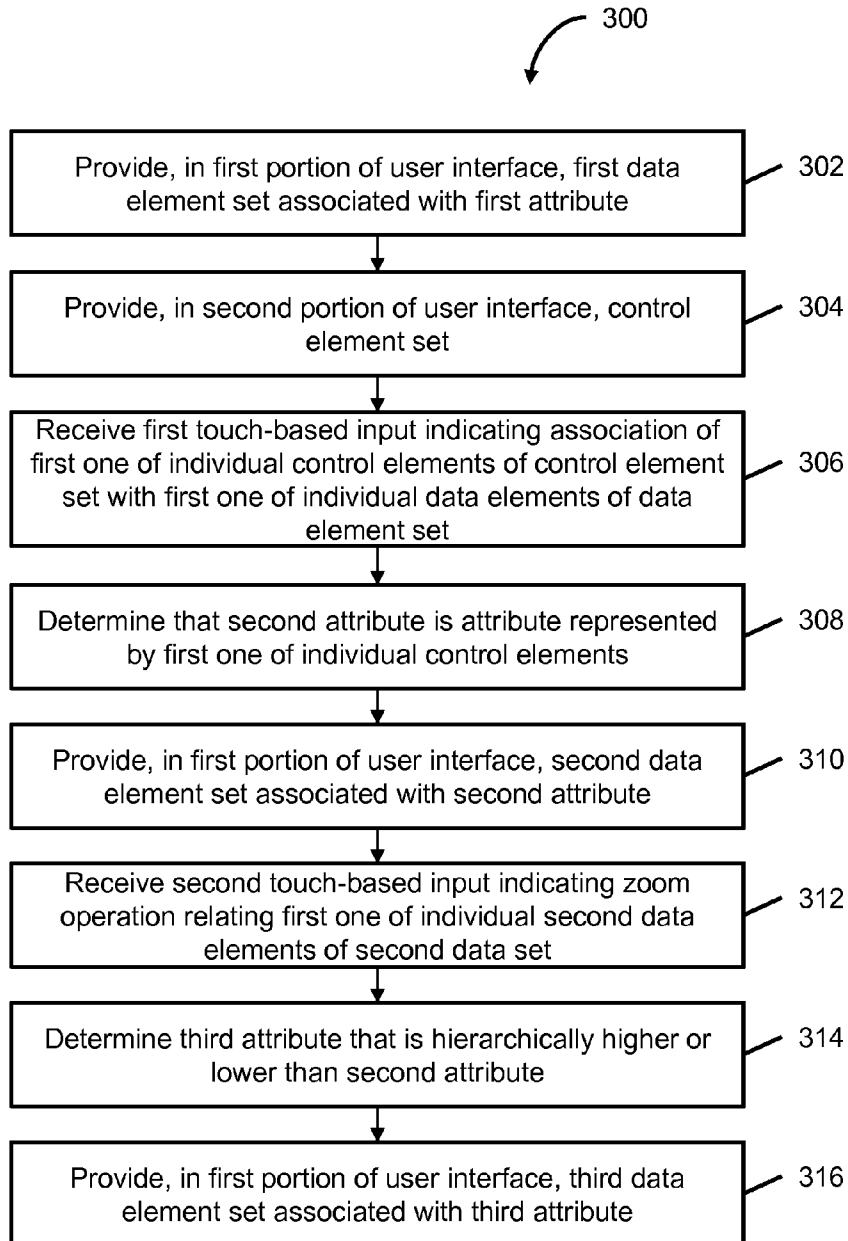 300
Provide, in first portion of user interface, first data
element set associated with first attribute
302
Provide, in second portion of user interface, control
element set
304
Receive first touch-based input indicating association of
first one of individual control elements of control element
set with first one of individual data elements of data
element set
306
Determine that second attribute is attribute represented
by first one of individual control elements
308
Provide, in first portion of user interface, second data
element set associated with second attribute
310
Receive second touch-based input indicating zoom
operation relating first one of individual second data
elements of second data set
312
Determine third attribute that is hierarchically higher or
lower than second attribute
314
Provide, in first portion of user interface, third data
element set associated with third attribute
316